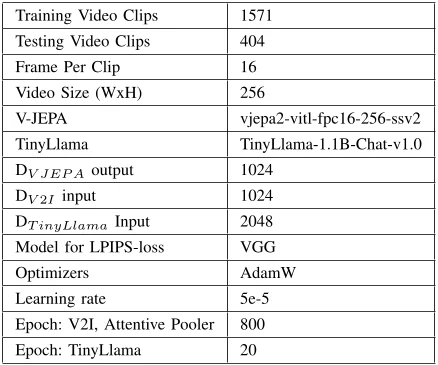 Training Video Clips 1571
Testing Video Clips 404
Frame Per Clip 16
Video Size (WxH) 256
V-JEPA vjepa2-vitl-fpc16-256-ssv2
TinyLlama TinyLlama-1.1B-Chat-v1.0
D_VJEPA output 1024
D_V2I input 1024
D_TinyLlama Input 2048
Model for LPIPS-loss VGG
Optimizers AdamW
Learning rate 5e-5
Epoch: V2I, Attentive Pooler 800
Epoch: TinyLlama 20